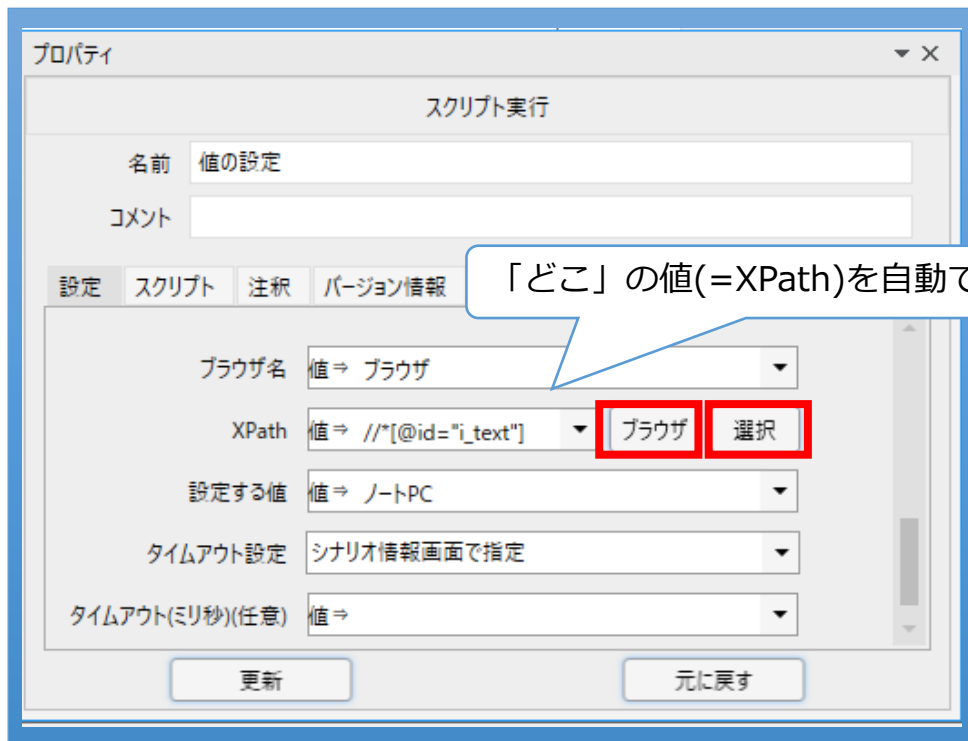 プロパティ
スクリプト実行
名前 値の設定
コメント
設定 スクリプト 注釈 バージョン情報
「どこ」の値(=XPath)を自動で
ブラウザ名 値⇒ ブラウザ
XPath 値⇒ //*[@id="i_text"] ブラウザ 選択
設定する値 値⇒ ノートPC
タイムアウト設定 シナリオ情報画面で指定
タイムアウト(ミリ秒)(任意) 値⇒
更新 元に戻す